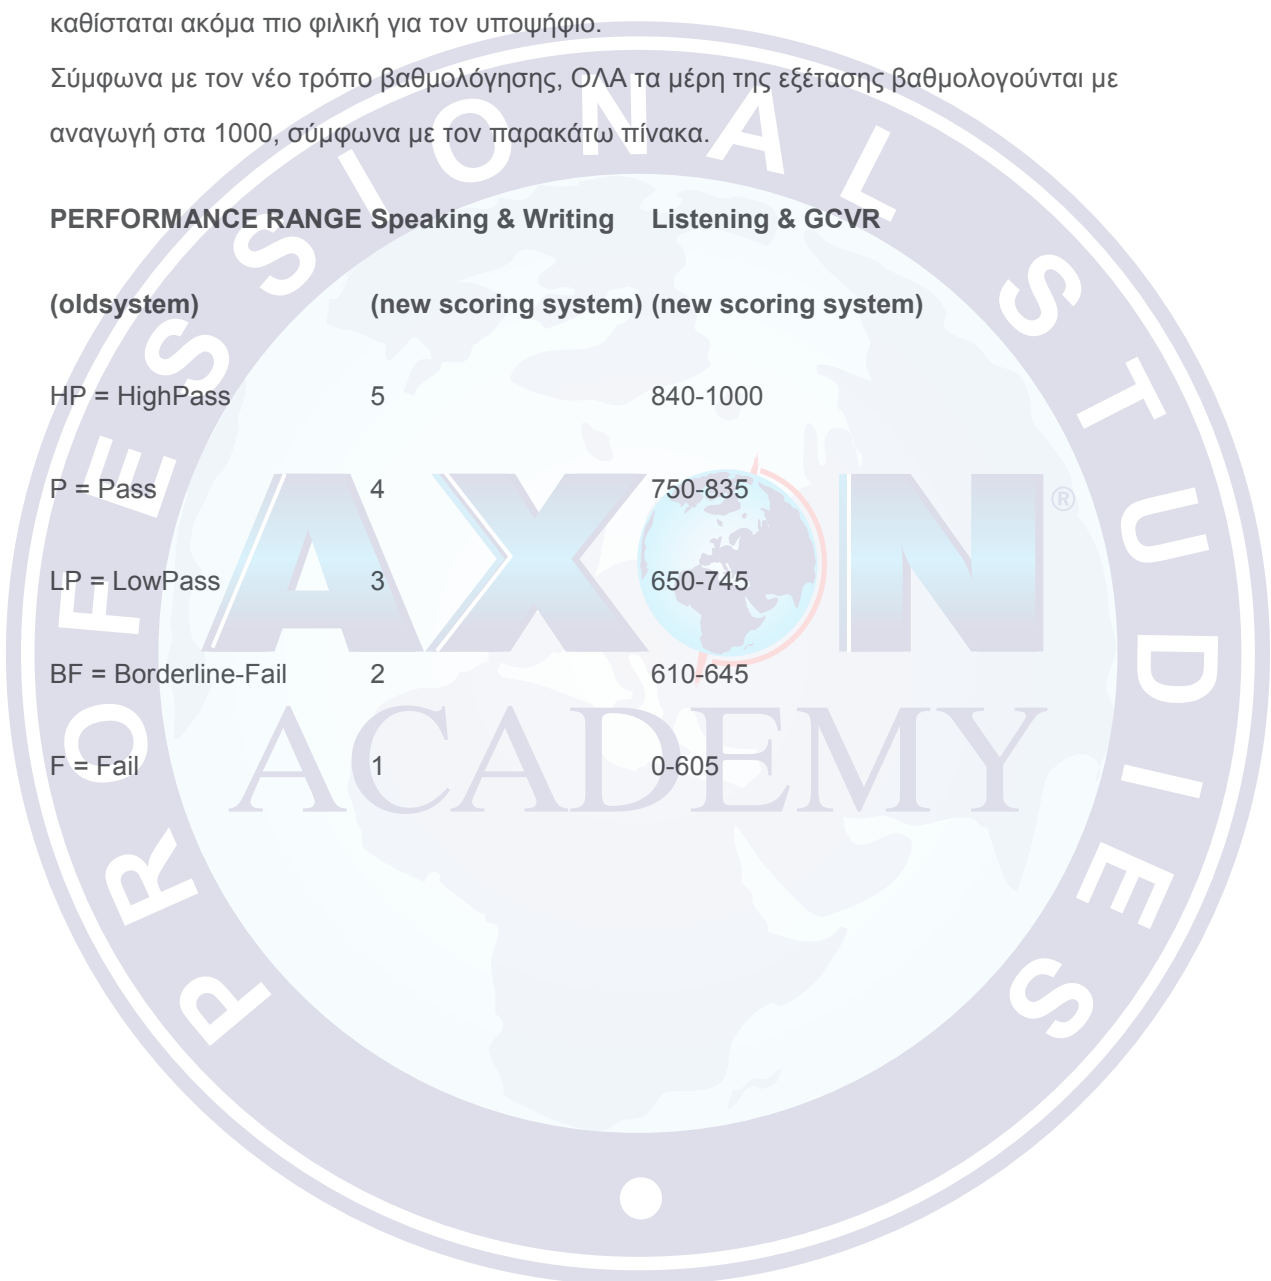 καθίσταται ακόμα πιο φιλική για τον υποψήφιο.
Σύμφωνα με τον νέο τρόπο βαθμολόγησης, ΟΛΑ τα μέρη της εξέτασης βαθμολογούνται με
αναγωγή στα 1000, σύμφωνα με τον παρακάτω πίνακα.
PERFORMANCE RANGE Speaking & Writing Listening & GCVR
(oldsystem) (new scoring system) (new scoring system)
HP = HighPass 5 840-1000
P = Pass 4 750-835
LP = LowPass 3 650-745
BF = Borderline-Fail 2 610-645
F = Fail 1 0-605
PROFESSIONAL STUDIES
AXON ®
ACADEMY